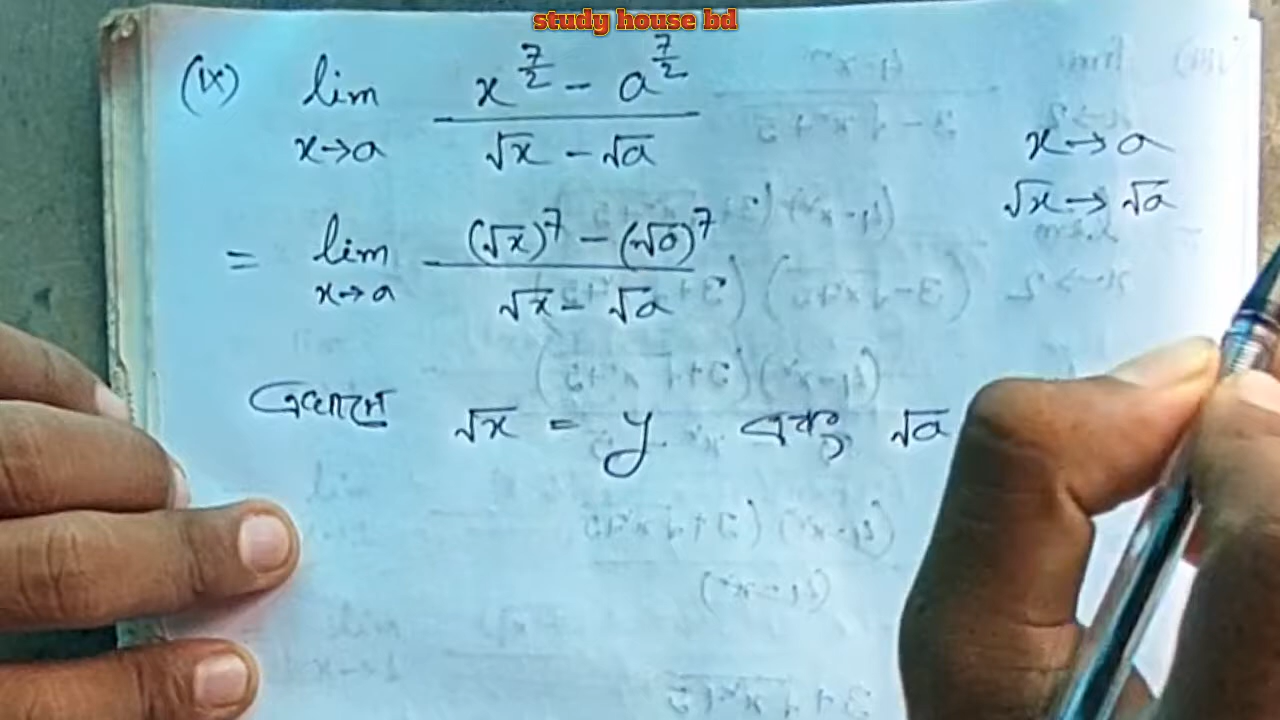 study house bd
(ix) lim x→a (x^{7/2} - a^{7/2}) / (√x - √a)
x→a
√x → √a
= lim x→a ((√x)^7 - (√a)^7) / (√x - √a)
এখানে √x = y এবং √a